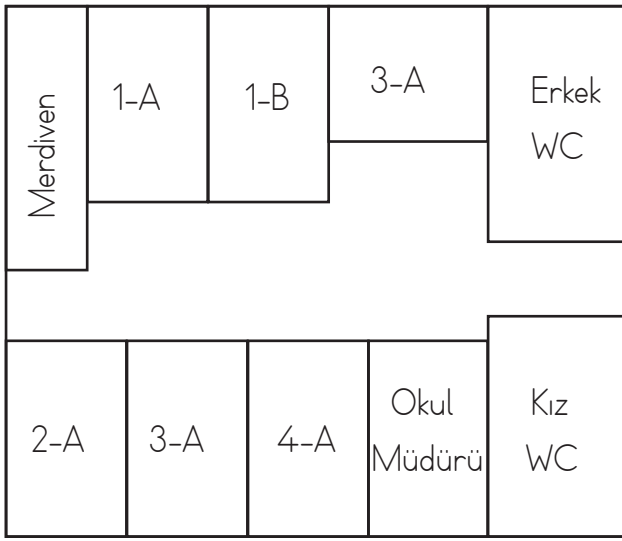 Merdiven
1-A
1-B
3-A
Erkek
WC
2-A
3-A
4-A
Okul
Müdürü
Kız
WC